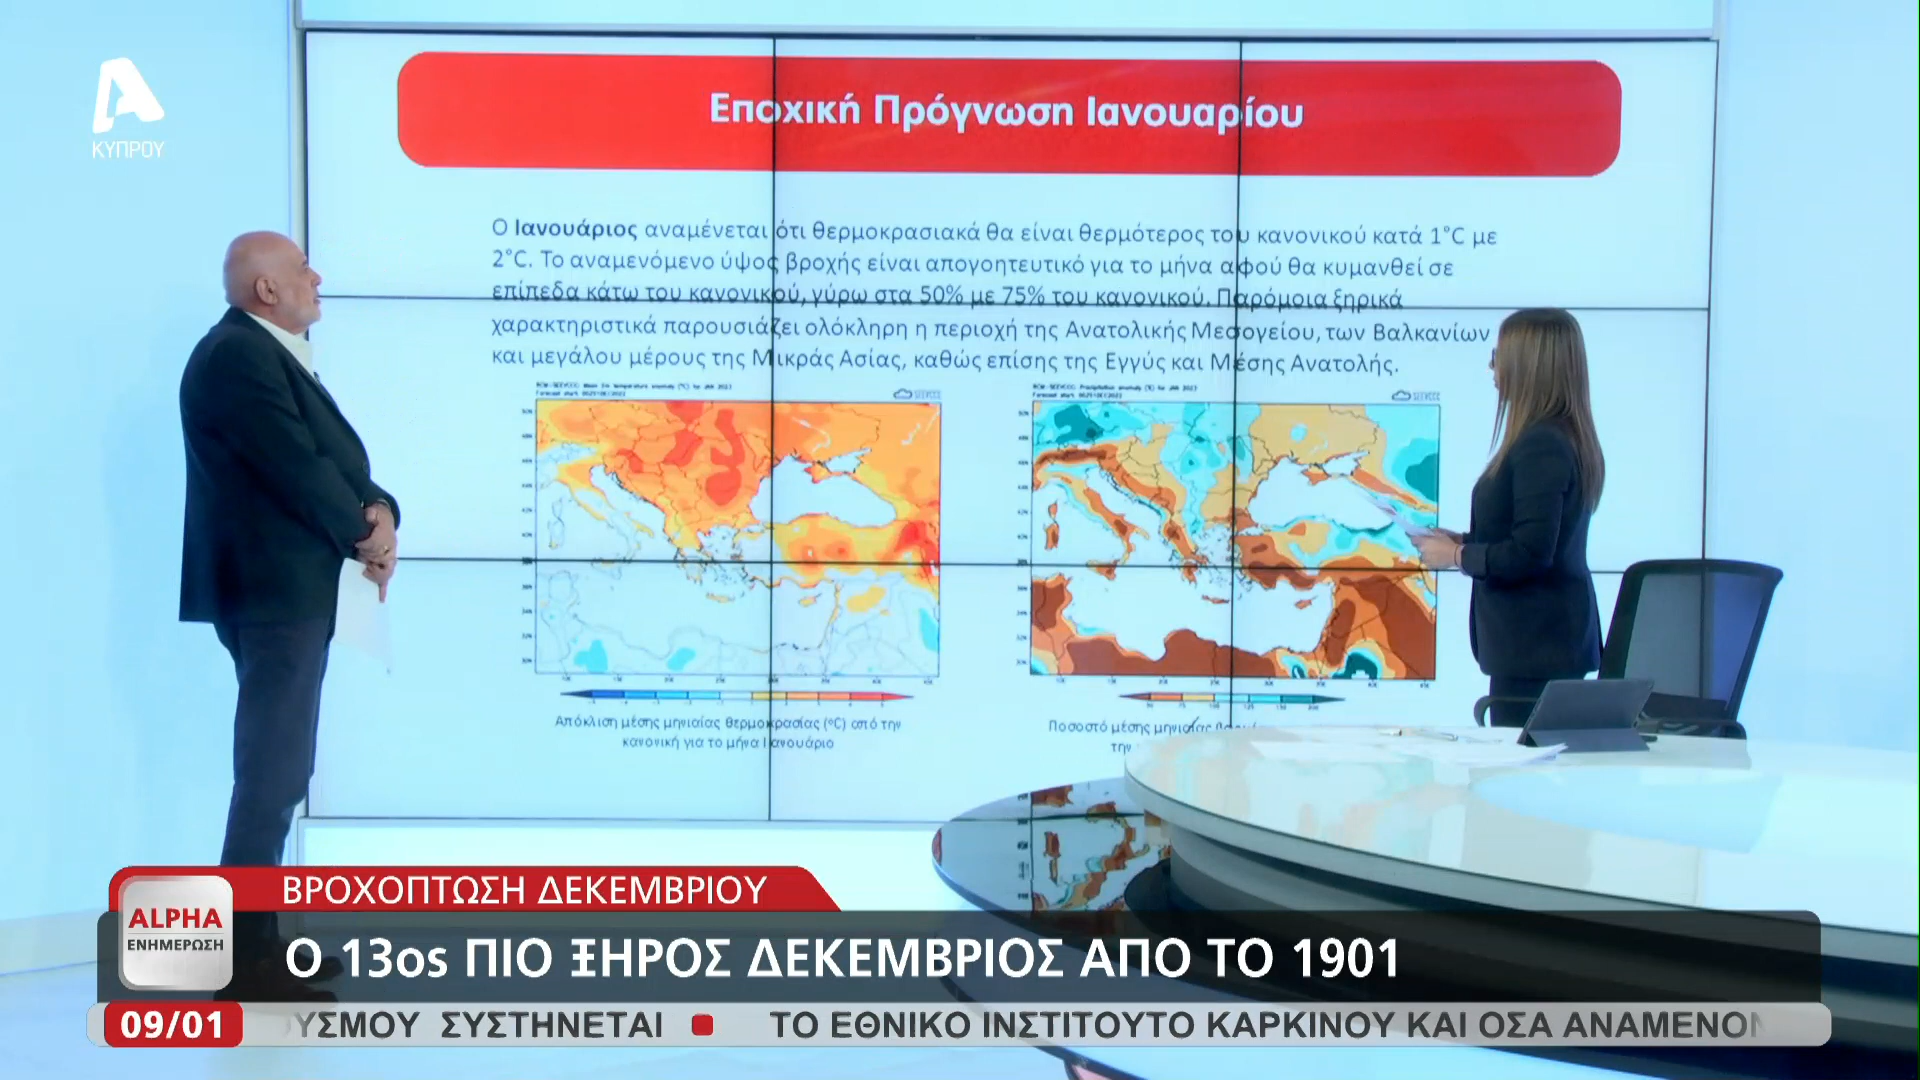 ΚΥΠΡΟΥ
Εποχική Πρόγνωση Ιανουαρίου
Ο Ιανουάριος αναμένεται ότι θερμοκρασιακά θα είναι θερμότερος του κανονικού κατά 1°C με
2°C. Το αναμενόμενο ύψος βροχής είναι απογοητευτικό για το μήνα αφού θα κυμανθεί σε
επίπεδα κάτω του κανονικού, γύρω στα 50% με 75% του κανονικού. Παρόμοια ξηρικά
χαρακτηριστικά παρουσιάζει ολόκληρη η περιοχή της Ανατολικής Μεσογείου, των Βαλκανίων
και μεγάλου μέρους της Μικράς Ασίας, καθώς επίσης της Εγγύς και Μέσης Ανατολής.
Απόκλιση μέσης μηνιαίας θερμοκρασίας (°C) από την
κανονική για το μήνα Ιανουάριο
Ποσοστό μέσης μηνιαίας
την
ΒΡΟΧΟΠΤΩΣΗ ΔΕΚΕΜΒΡΙΟΥ
ALPHA
ΕΝΗΜΕΡΩΣΗ
Ο 13ος ΠΙΟ ΞΗΡΟΣ ΔΕΚΕΜΒΡΙΟΣ ΑΠΟ ΤΟ 1901
09/01
ΥΣΜΟΥ ΣΥΣΤΗΝΕΤΑΙ ΤΟ ΕΘΝΙΚΟ ΙΝΣΤΙΤΟΥΤΟ ΚΑΡΚΙΝΟΥ ΚΑΙ ΟΣΑ ΑΝΑΜΕΝΟΝ